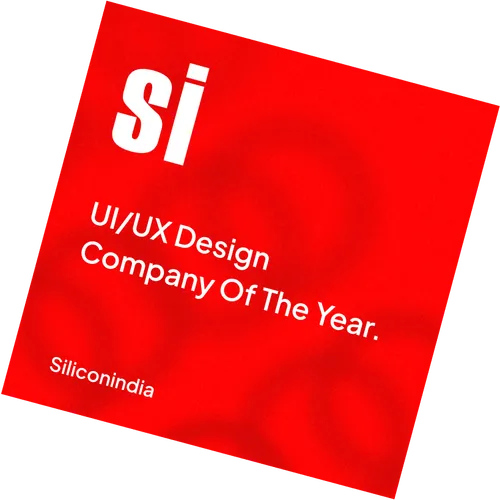 si
UI/UX Design
Company Of The Year.
Siliconindia